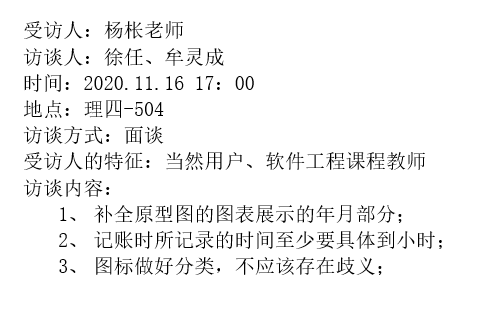 受访人：杨枨老师
访谈人：徐任、牟灵成
时间：2020.11.16 17：00
地点：理四-504
访谈方式：面谈
受访人的特征：当然用户、软件工程课程教师
访谈内容：
1、 补全原型图的图表展示的年月部分；
2、 记账时所记录的时间至少要具体到小时；
3、 图标做好分类，不应该存在歧义；